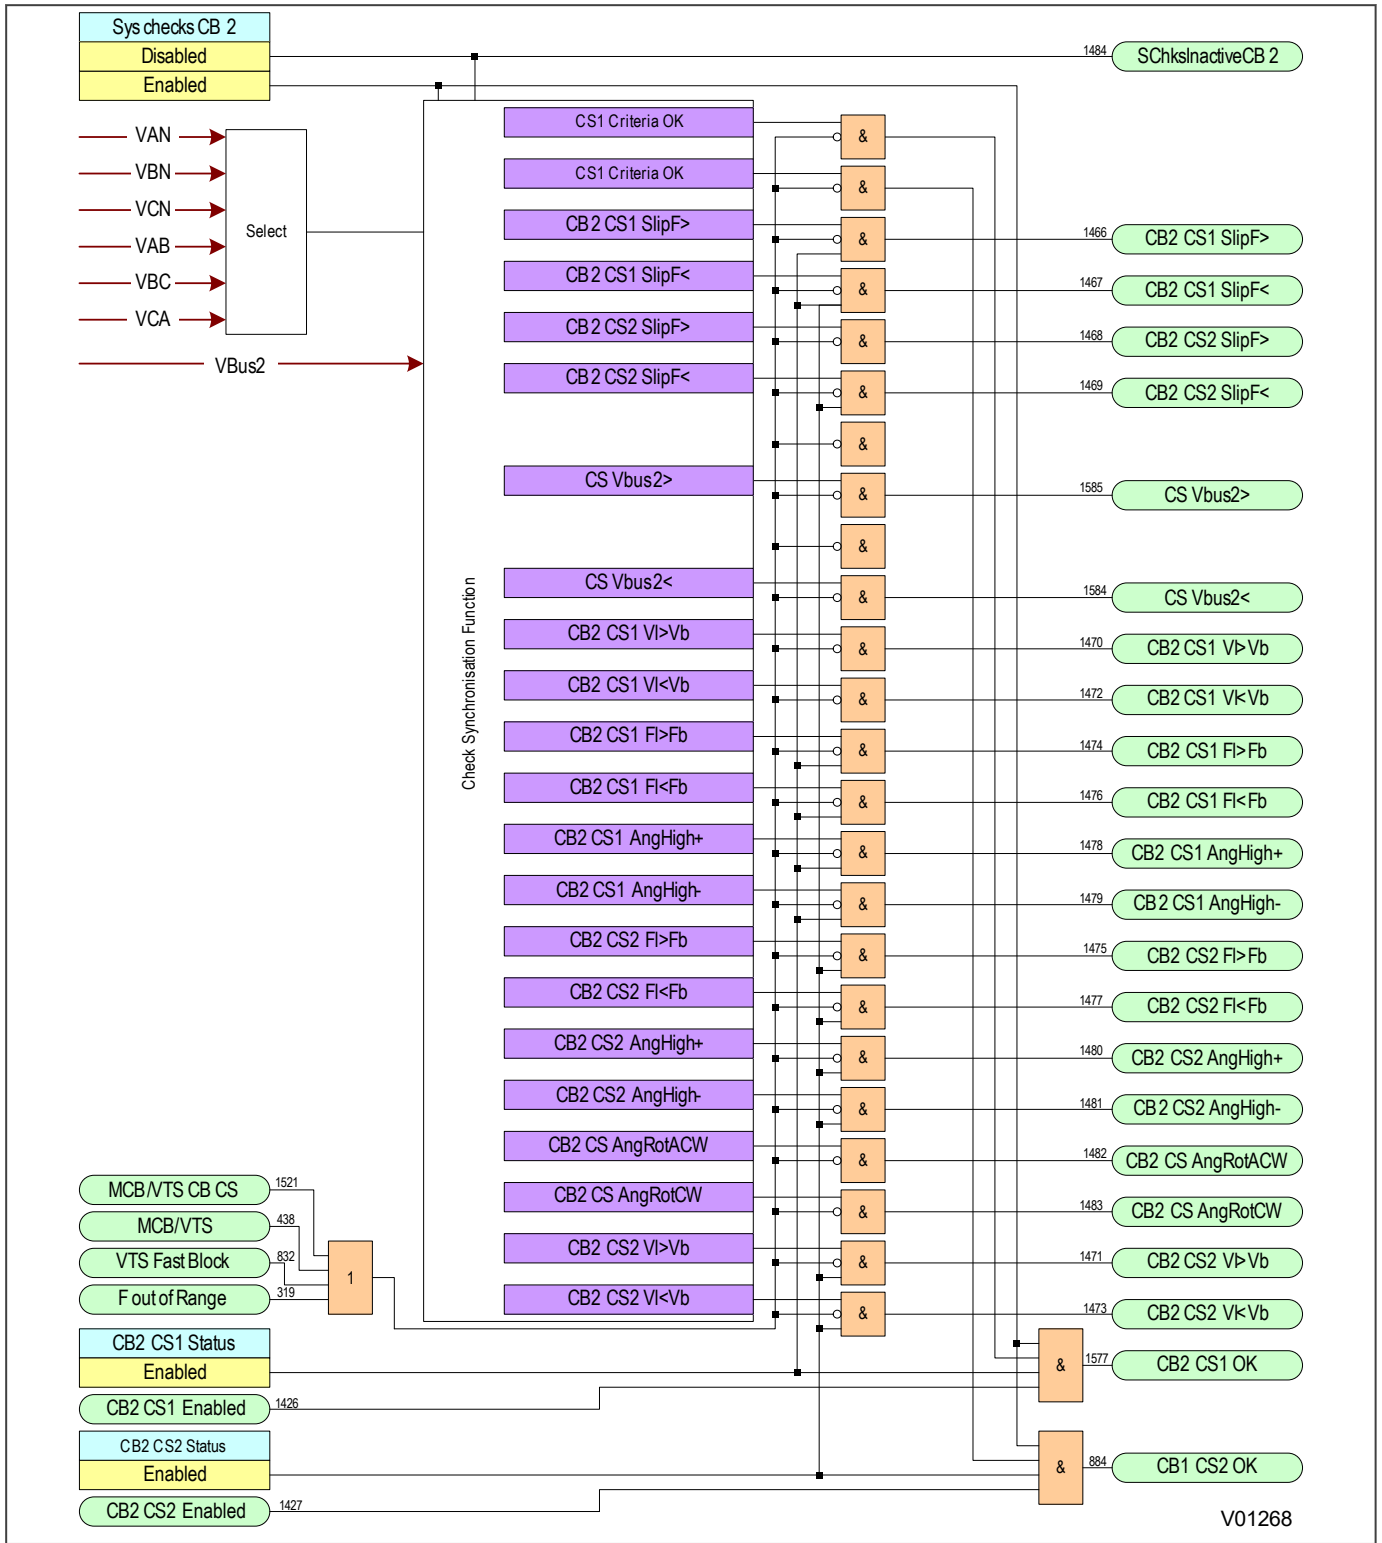 Sys checks CB 2
Disabled
Enabled
1484
SChksInactiveCB 2
VAN
VBN
VCN
VAB
VBC
VCA
Select
VBus2
Check Synchronisation Function
CS1 Criteria OK
&
CS1 Criteria OK
&
CB2 CS1 SlipF>
&
1466
CB2 CS1 SlipF>
CB2 CS1 SlipF<
&
1467
CB2 CS1 SlipF<
CB2 CS2 SlipF>
&
1468
CB2 CS2 SlipF>
CB2 CS2 SlipF<
&
1469
CB2 CS2 SlipF<
&
CS Vbus2>
&
1585
CS Vbus2>
&
CS Vbus2<
&
1584
CS Vbus2<
CB2 CS1 Vl>Vb
&
1470
CB2 CS1 Vl>Vb
CB2 CS1 Vl<Vb
&
1472
CB2 CS1 Vl<Vb
CB2 CS1 Fl>Fb
&
1474
CB2 CS1 Fl>Fb
CB2 CS1 Fl<Fb
&
1476
CB2 CS1 Fl<Fb
CB2 CS1 AngHigh+
&
1478
CB2 CS1 AngHigh+
CB2 CS1 AngHigh-
&
1479
CB2 CS1 AngHigh-
CB2 CS2 Fl>Fb
&
1475
CB2 CS2 Fl>Fb
CB2 CS2 Fl<Fb
&
1477
CB2 CS2 Fl<Fb
CB2 CS2 AngHigh+
&
1480
CB2 CS2 AngHigh+
CB2 CS2 AngHigh-
&
1481
CB2 CS2 AngHigh-
CB2 CS AngRotACW
&
1482
CB2 CS AngRotACW
CB2 CS AngRotCW
&
1483
CB2 CS AngRotCW
CB2 CS2 Vl>Vb
&
1471
CB2 CS2 Vl>Vb
CB2 CS2 Vl<Vb
&
1473
CB2 CS2 Vl<Vb
MCB/VTS CB CS
1521
MCB/VTS
438
VTS Fast Block
832
F out of Range
319
1
CB2 CS1 Status
Enabled
CB2 CS1 Enabled
1426
&
1577
CB2 CS1 OK
CB2 CS2 Status
Enabled
CB2 CS2 Enabled
1427
&
884
CB1 CS2 OK
V01268